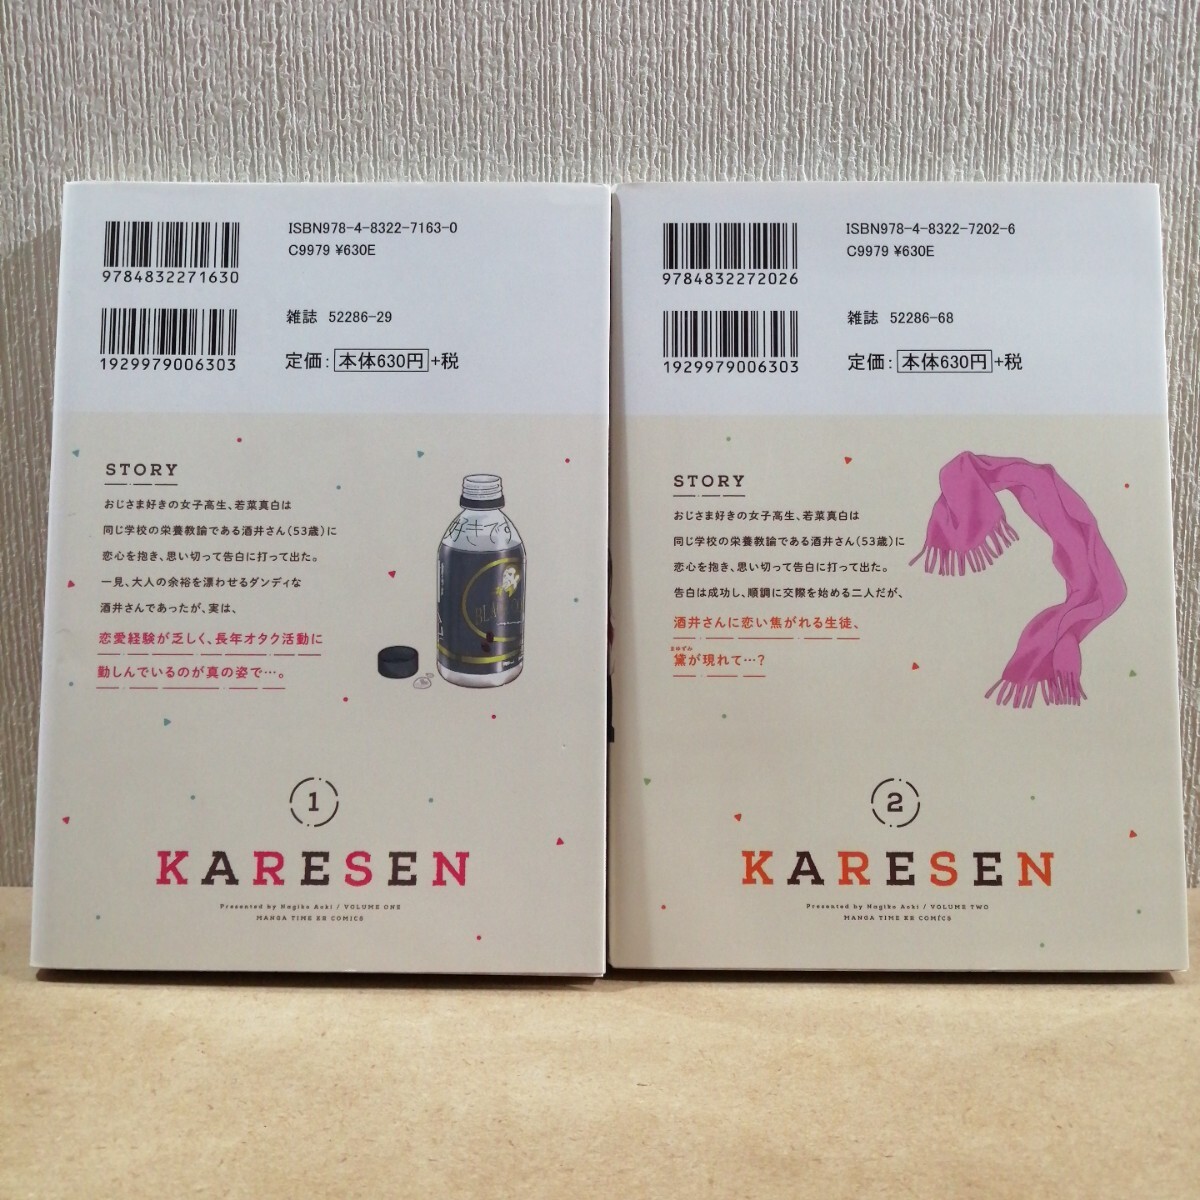 ISBN978-4-8322-7163-0
C9979 ¥630E
9784832271630
雑誌 52286-29
1929979006303
定価：本体630円+税
STORY
おじさま好きの女子高生、若菜真白は
同じ学校の栄養教諭である酒井さん（53歳）に
恋心を抱き、思い切って告白に打って出た。
一見、大人の余裕を漂わせるダンディな
酒井さんであったが、実は、
恋愛経験が乏しく、長年オタク活動に
勤しんでいるのが真の姿で…。
好きです
1
KARESEN
Presented by Nagiko Aoki / VOLUME ONE
MANGA TIME KR COMICS
ISBN978-4-8322-7202-6
C9979 ¥630E
9784832272026
雑誌 52286-68
1929979006303
定価：本体630円+税
STORY
おじさま好きの女子高生、若菜真白は
同じ学校の栄養教諭である酒井さん（53歳）に
恋心を抱き、思い切って告白に打って出た。
告白は成功し、順調に交際を始める二人だが、
酒井さんに恋い焦がれる生徒、
まゆずみ
黛が現れて…？
2
KARESEN
Presented by Nagiko Aoki / VOLUME TWO
MANGA TIME KR COMICS